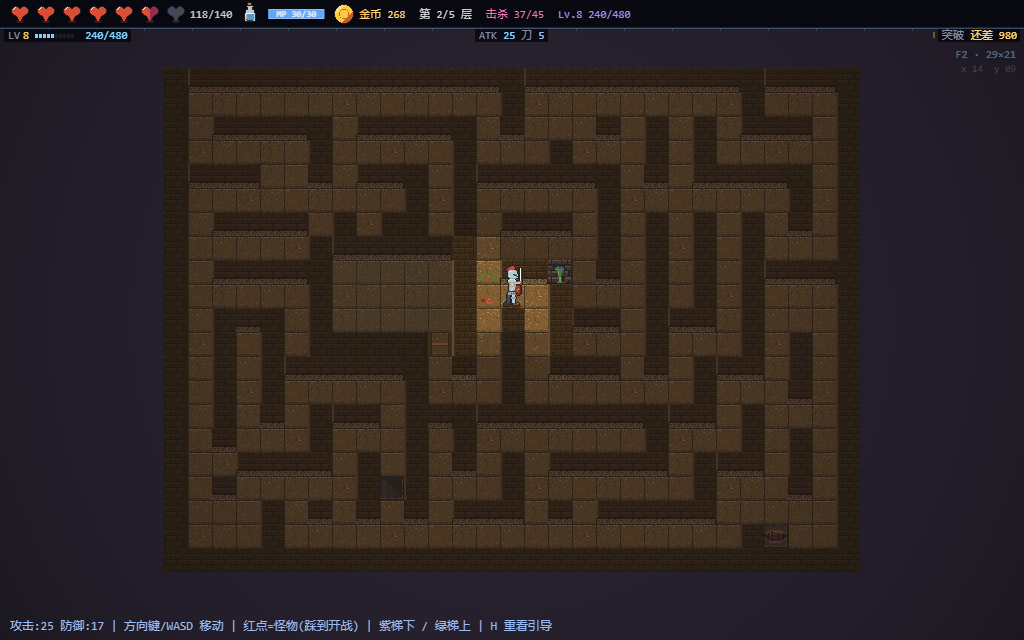 118/140 MP 30/30 金币 268 第 2/5 层 击杀 37/45 Lv.8 240/480
LV 8 240/480 ATK 25 刀 5 突破 还差 980
F2 · 29×21
x 14 y 09
攻击:25 防御:17 | 方向键/WASD 移动 | 红点=怪物(踩到开战) | 紫梯下 / 绿梯上 | H 重看引导